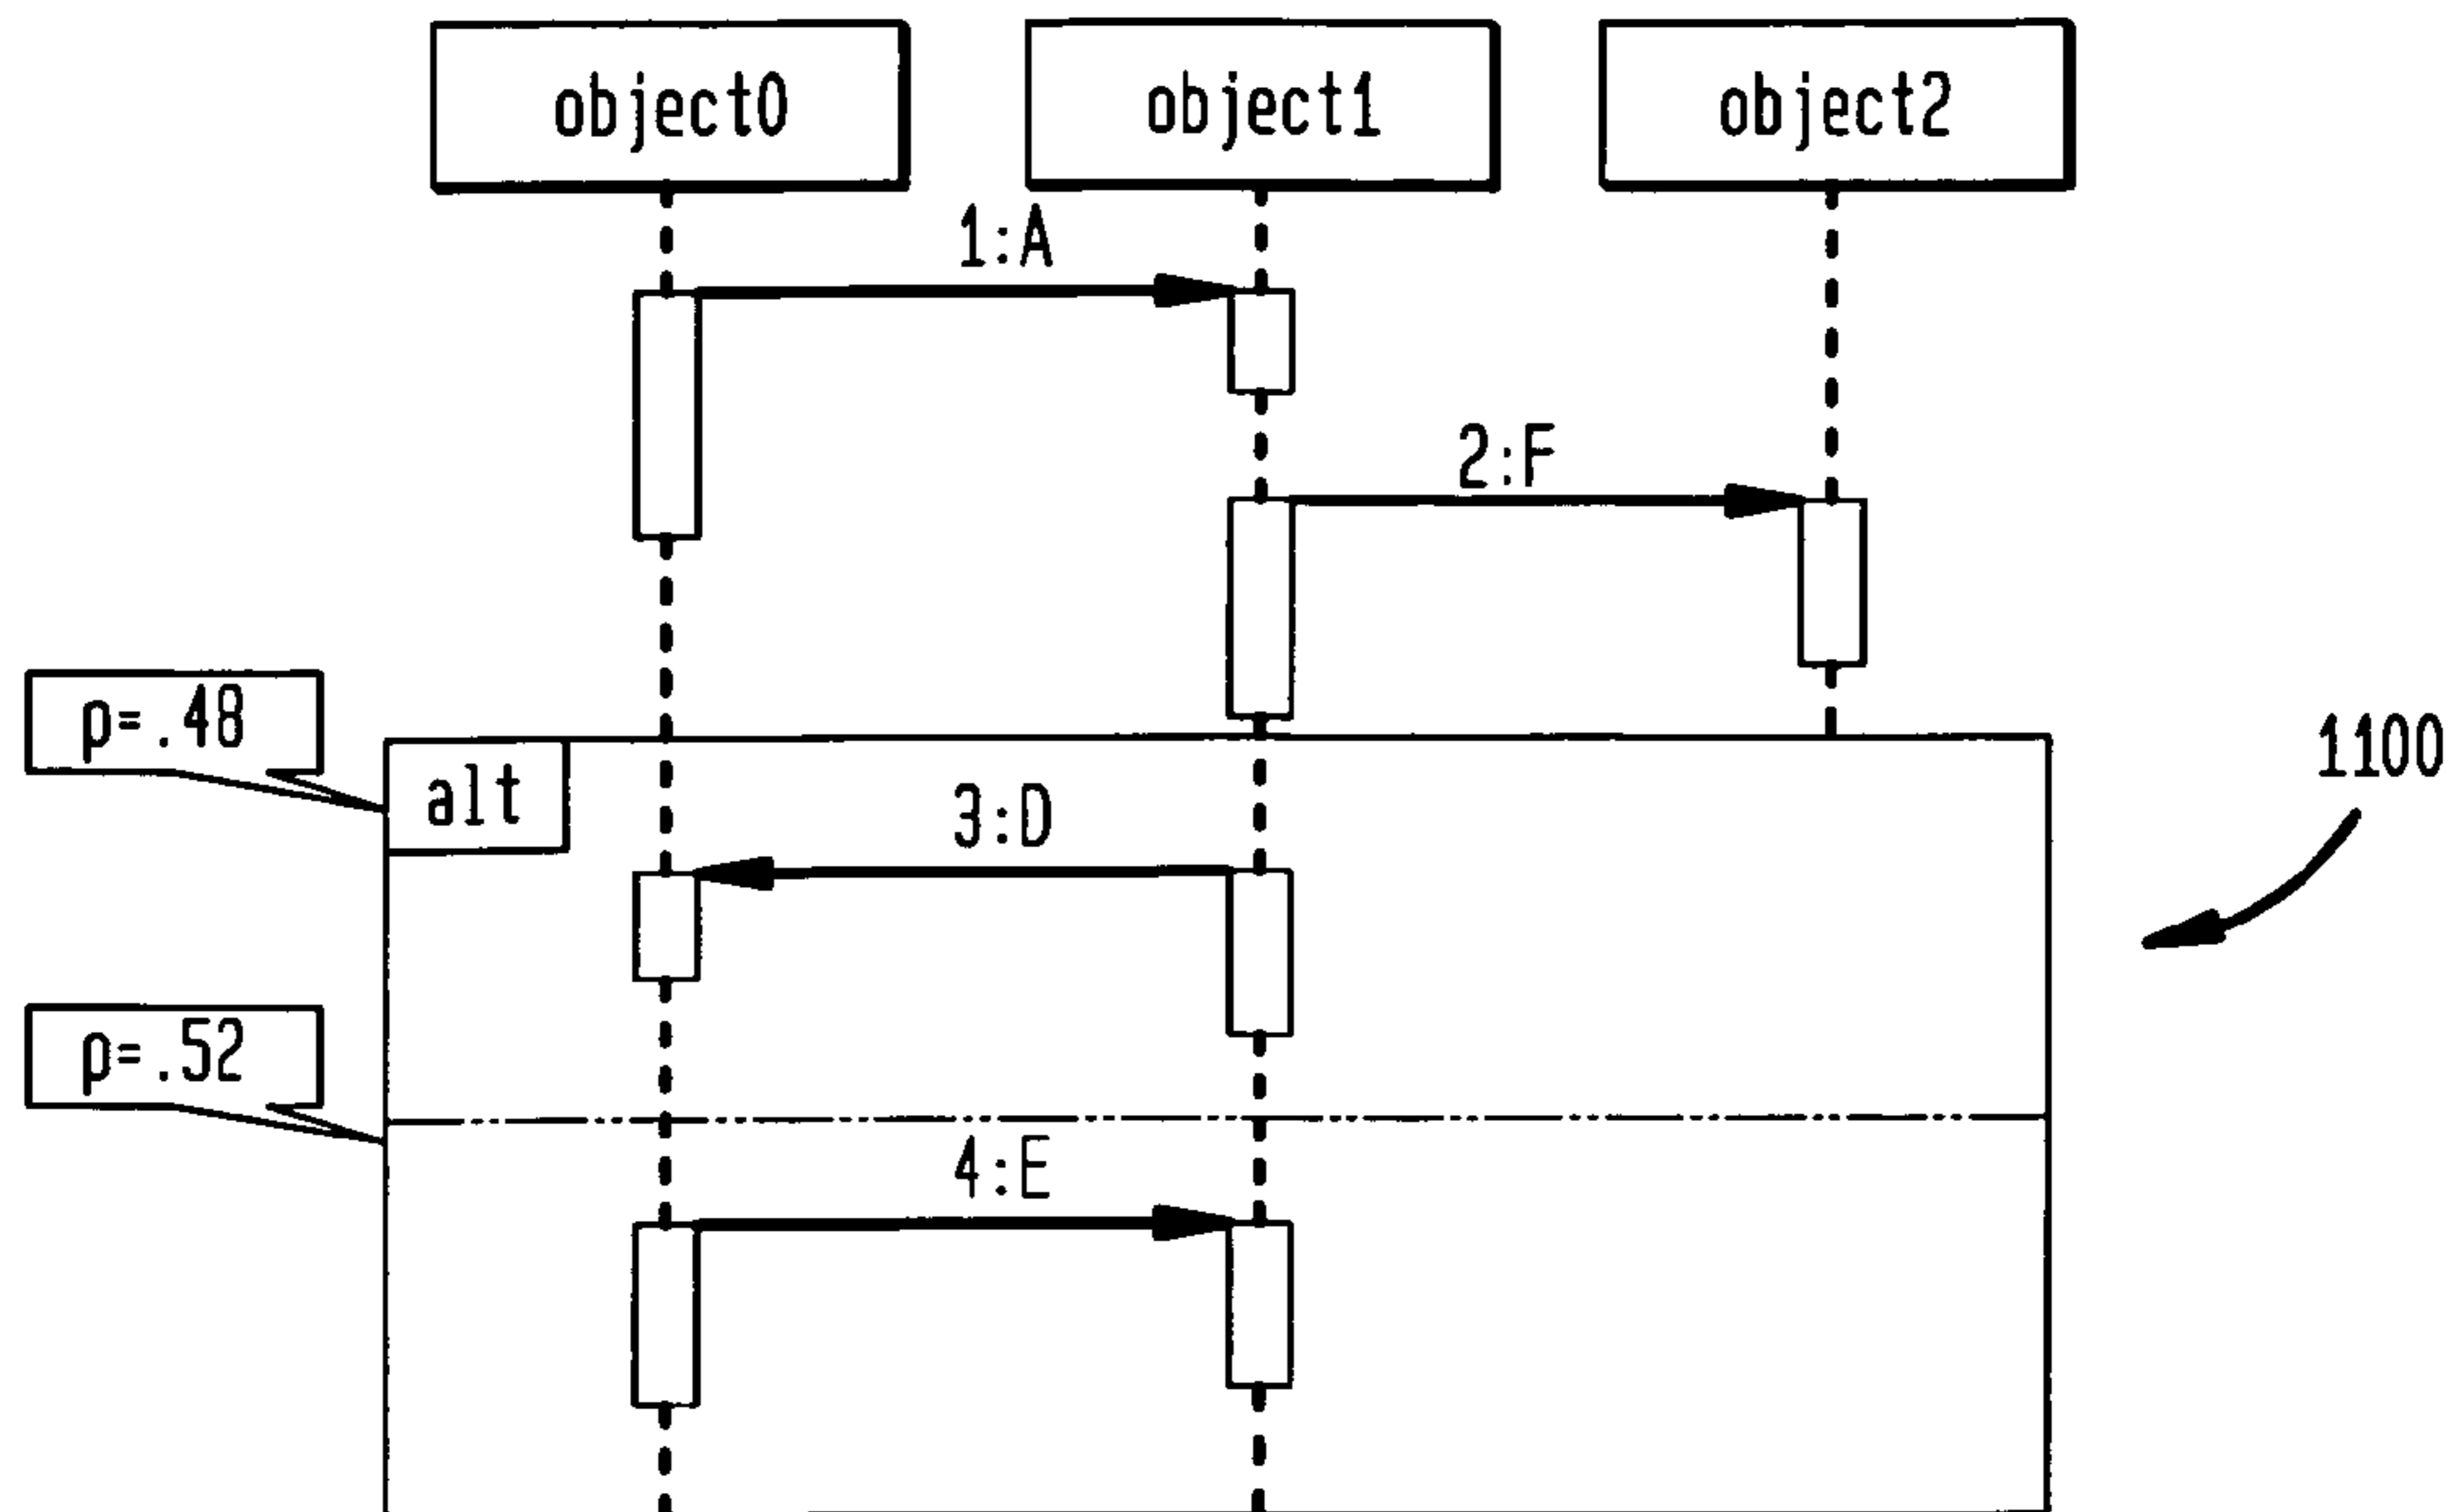 object0
object1
object2
1:A
2:F
p=.48
alt
3:D
1100
p=.52
4:E